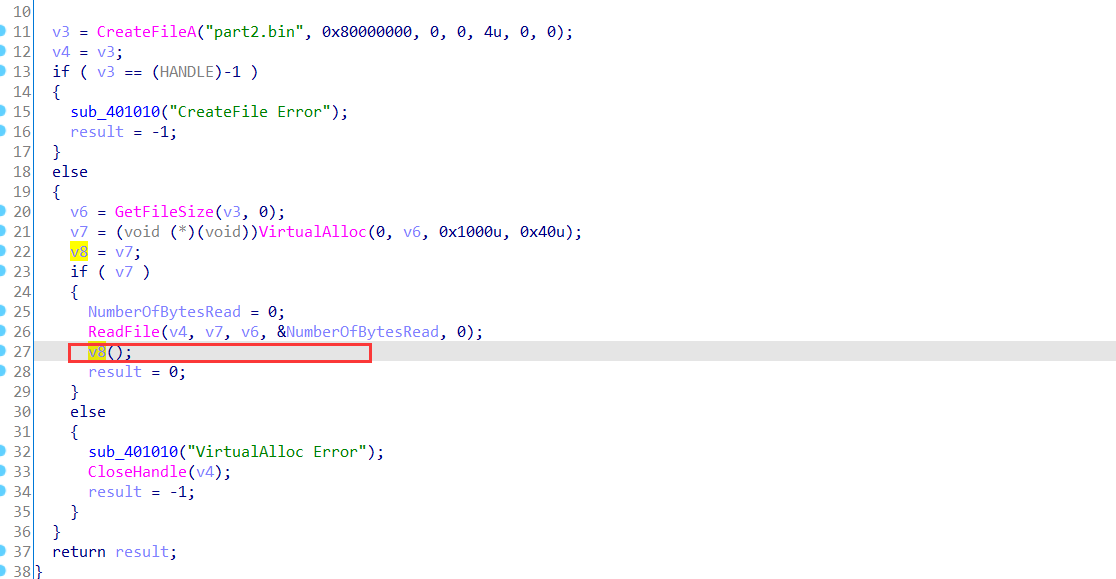 10
11 v3 = CreateFileA("part2.bin", 0x80000000, 0, 0, 4u, 0, 0);
12 v4 = v3;
13 if ( v3 == (HANDLE)-1 )
14 {
15 sub_401010("CreateFile Error");
16 result = -1;
17 }
18 else
19 {
20 v6 = GetFileSize(v3, 0);
21 v7 = (void (*)(void))VirtualAlloc(0, v6, 0x1000u, 0x40u);
22 v8 = v7;
23 if ( v7 )
24 {
25 NumberOfBytesRead = 0;
26 ReadFile(v4, v7, v6, &NumberOfBytesRead, 0);
27 v8();
28 result = 0;
29 }
30 else
31 {
32 sub_401010("VirtualAlloc Error");
33 CloseHandle(v4);
34 result = -1;
35 }
36 }
37 return result;
38 }